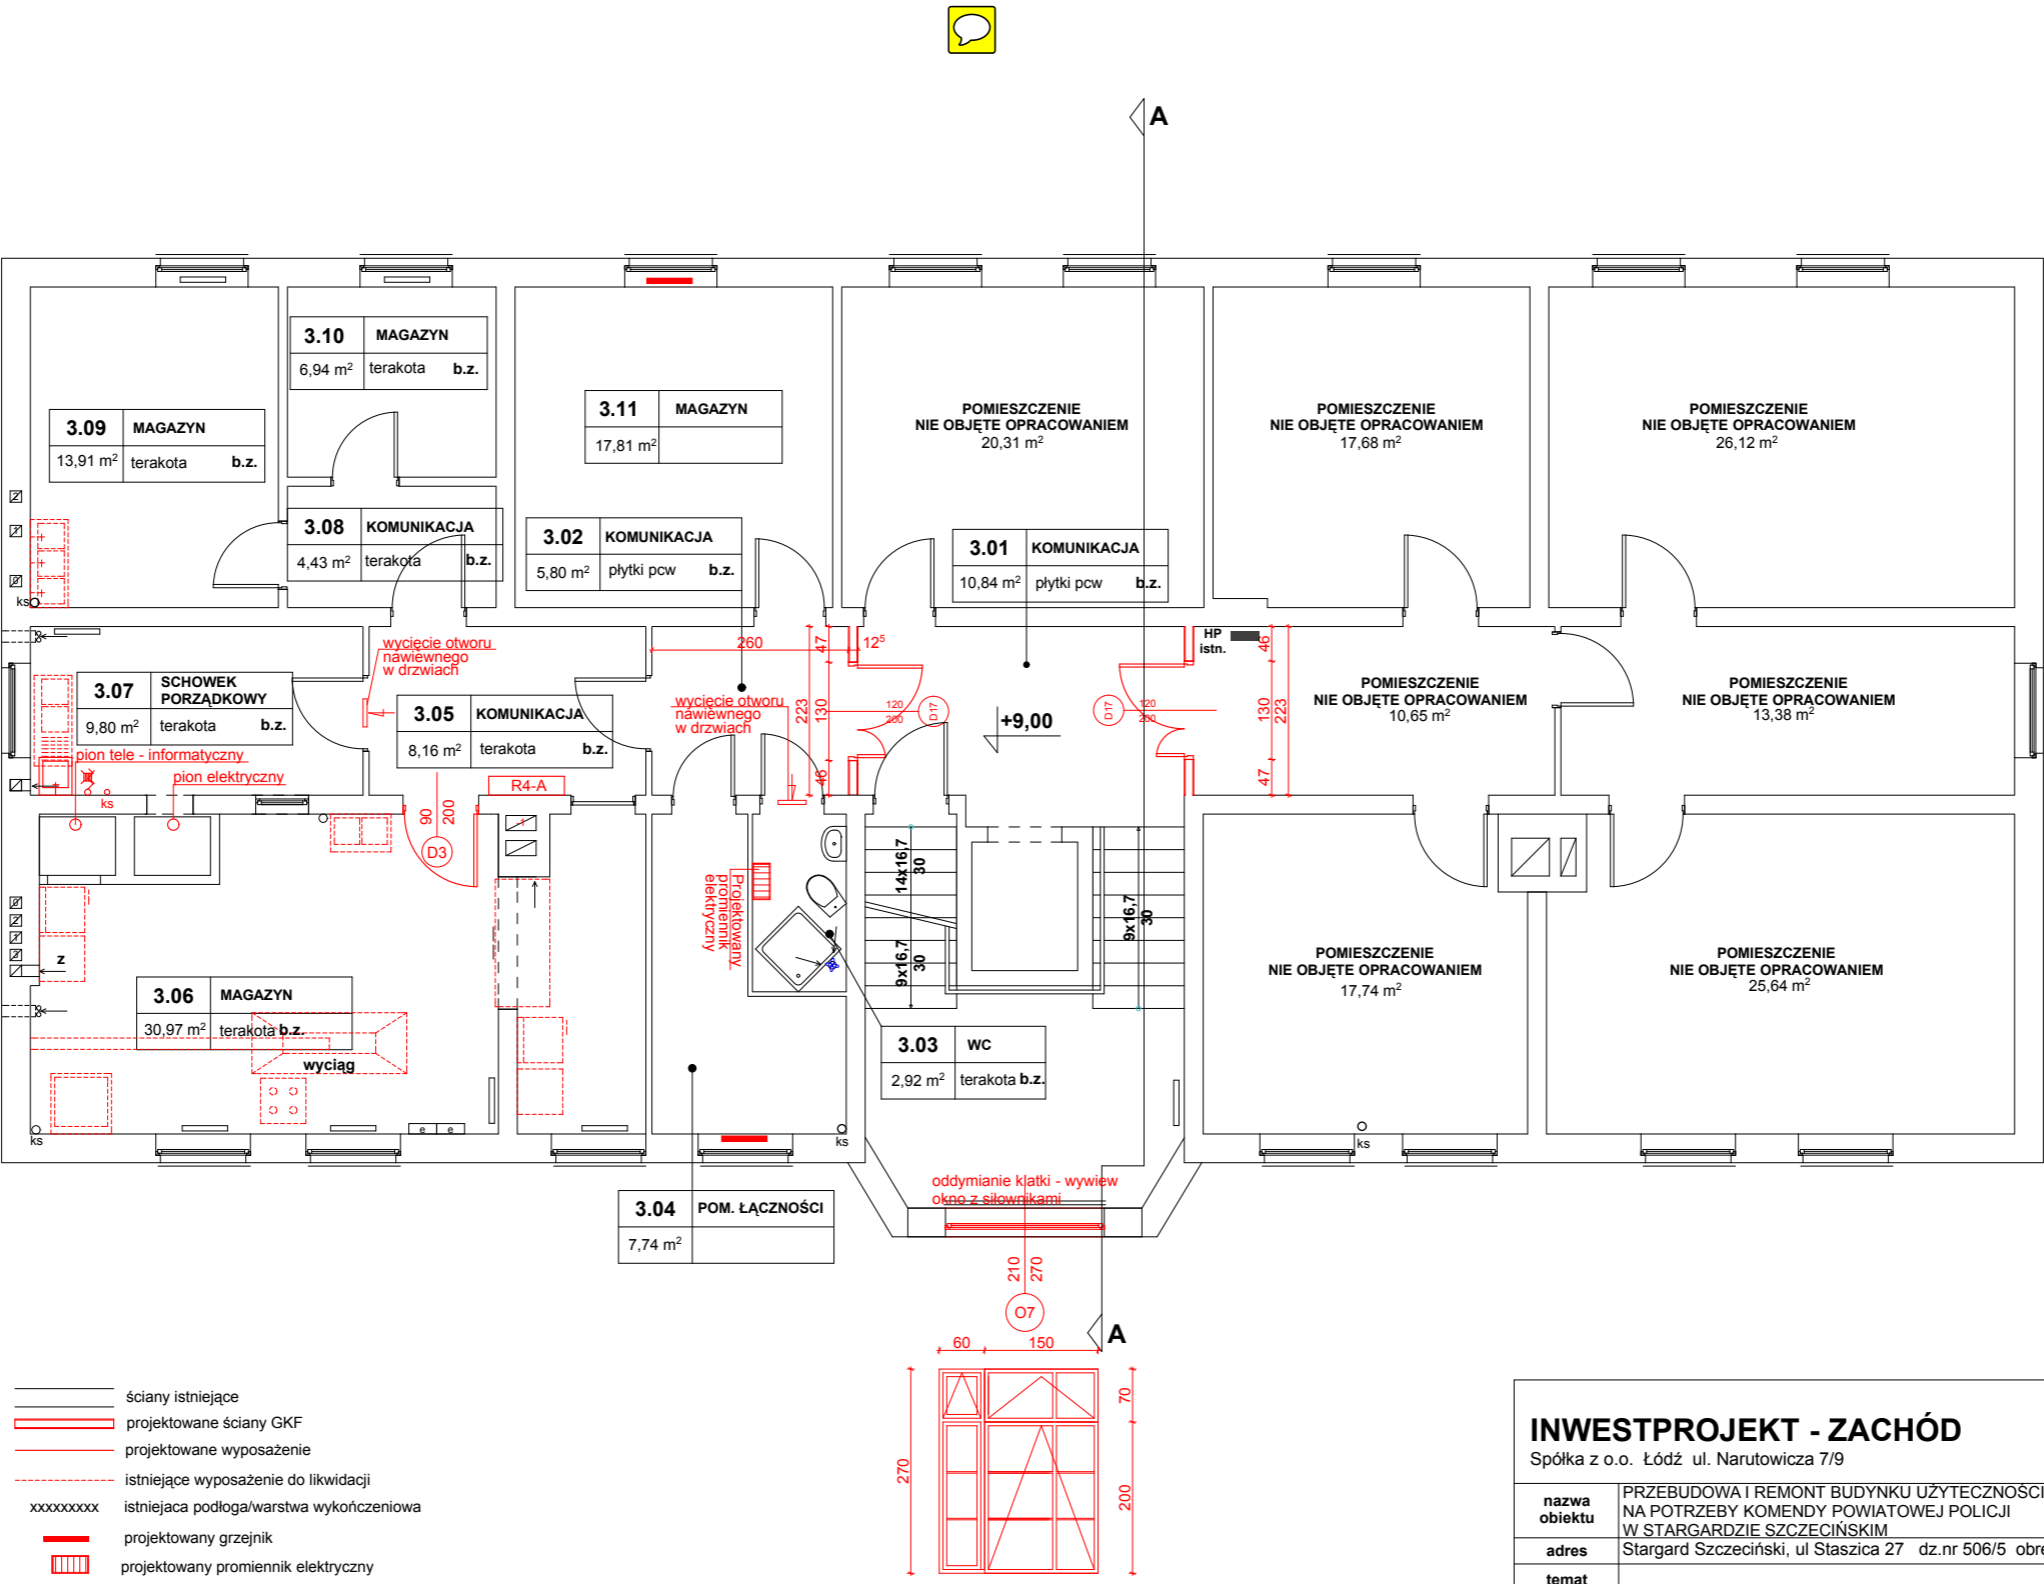 A
3.10 MAGAZYN
6,94 m² terakota b.z.
3.09 MAGAZYN
13,91 m² terakota b.z.
3.11 MAGAZYN
17,81 m²
POMIESZCZENIE
NIE OBJĘTE OPRACOWANIEM
20,31 m²
POMIESZCZENIE
NIE OBJĘTE OPRACOWANIEM
17,68 m²
POMIESZCZENIE
NIE OBJĘTE OPRACOWANIEM
26,12 m²
3.08 KOMUNIKACJA
4,43 m² terakota b.z.
3.02 KOMUNIKACJA
5,80 m² płytki pcw b.z.
3.01 KOMUNIKACJA
10,84 m² płytki pcw b.z.
ks
wycięcie otworu
nawiewnego
w drzwiach
260
47
12⁵
223
130
46
HP
istn.
46
130
223
47
3.07 SCHOWEK
PORZĄDKOWY
9,80 m² terakota b.z.
3.05 KOMUNIKACJA
8,16 m² terakota b.z.
wycięcie otworu
nawiewnego
w drzwiach
120
200
D17
D17
120
200
+9,00
POMIESZCZENIE
NIE OBJĘTE OPRACOWANIEM
10,65 m²
POMIESZCZENIE
NIE OBJĘTE OPRACOWANIEM
13,38 m²
pion tele - informatyczny
pion elektryczny
ks
R4-A
90
200
D3
Projektowany
promiennik
elektryczny
14x16,7
30
9x16,7
30
9x16,7
30
z
3.06 MAGAZYN
30,97 m² terakota b.z.
wyciąg
POMIESZCZENIE
NIE OBJĘTE OPRACOWANIEM
17,74 m²
POMIESZCZENIE
NIE OBJĘTE OPRACOWANIEM
25,64 m²
3.03 WC
2,92 m² terakota b.z.
ks
e e
ks
ks
3.04 POM. ŁĄCZNOŚCI
7,74 m²
oddymianie klatki - wywiew
okno z siłownikami
210
270
O7
A
60 150
270
70
200
ściany istniejące
projektowane ściany GKF
projektowane wyposażenie
istniejące wyposażenie do likwidacji
xxxxxxxxx istniejaca podłoga/warstwa wykończeniowa
projektowany grzejnik
projektowany promiennik elektryczny
INWESTPROJEKT - ZACHÓD
Spółka z o.o. Łódź ul. Narutowicza 7/9
nazwa
obiektu
PRZEBUDOWA I REMONT BUDYNKU UŻYTECZNOŚCI
NA POTRZEBY KOMENDY POWIATOWEJ POLICJI
W STARGARDZIE SZCZECIŃSKIM
adres Stargard Szczeciński, ul Staszica 27 dz.nr 506/5 obrę
temat